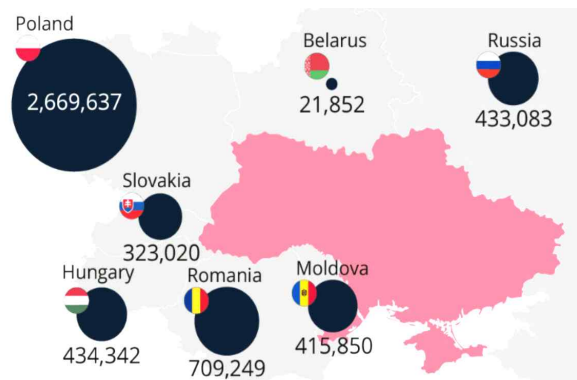 Poland
2,669,637
Belarus
21,852
Russia
433,083
Slovakia
323,020
Hungary
434,342
Romania
709,249
Moldova
415,850